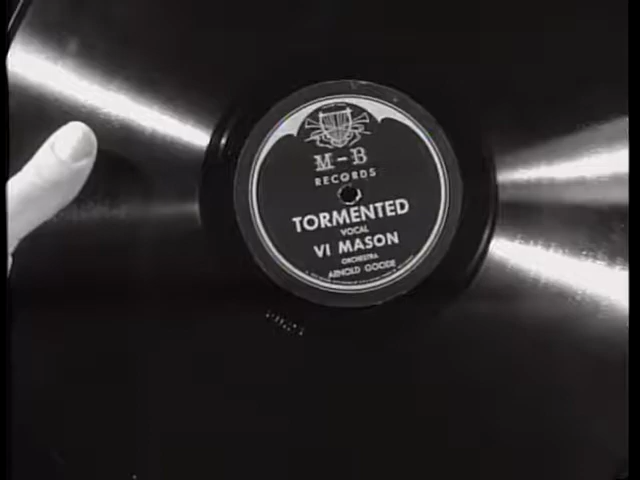 M-B
RECORDS
TORMENTED
VOCAL
VI MASON
ORCHESTRA
ARNOLD GOODE